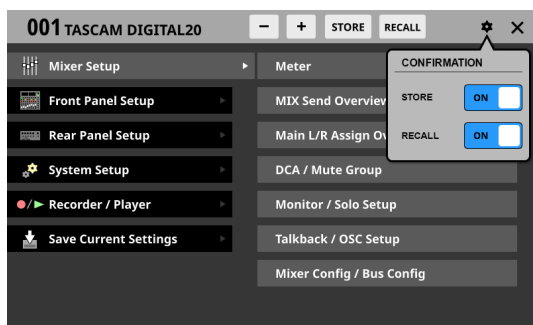 001 TASCAM DIGITAL20
− + STORE RECALL
CONFIRMATION
STORE ON
RECALL ON
Mixer Setup
Front Panel Setup
Rear Panel Setup
System Setup
Recorder / Player
Save Current Settings
Meter
MIX Send Overview
Main L/R Assign Ov
DCA / Mute Group
Monitor / Solo Setup
Talkback / OSC Setup
Mixer Config / Bus Config